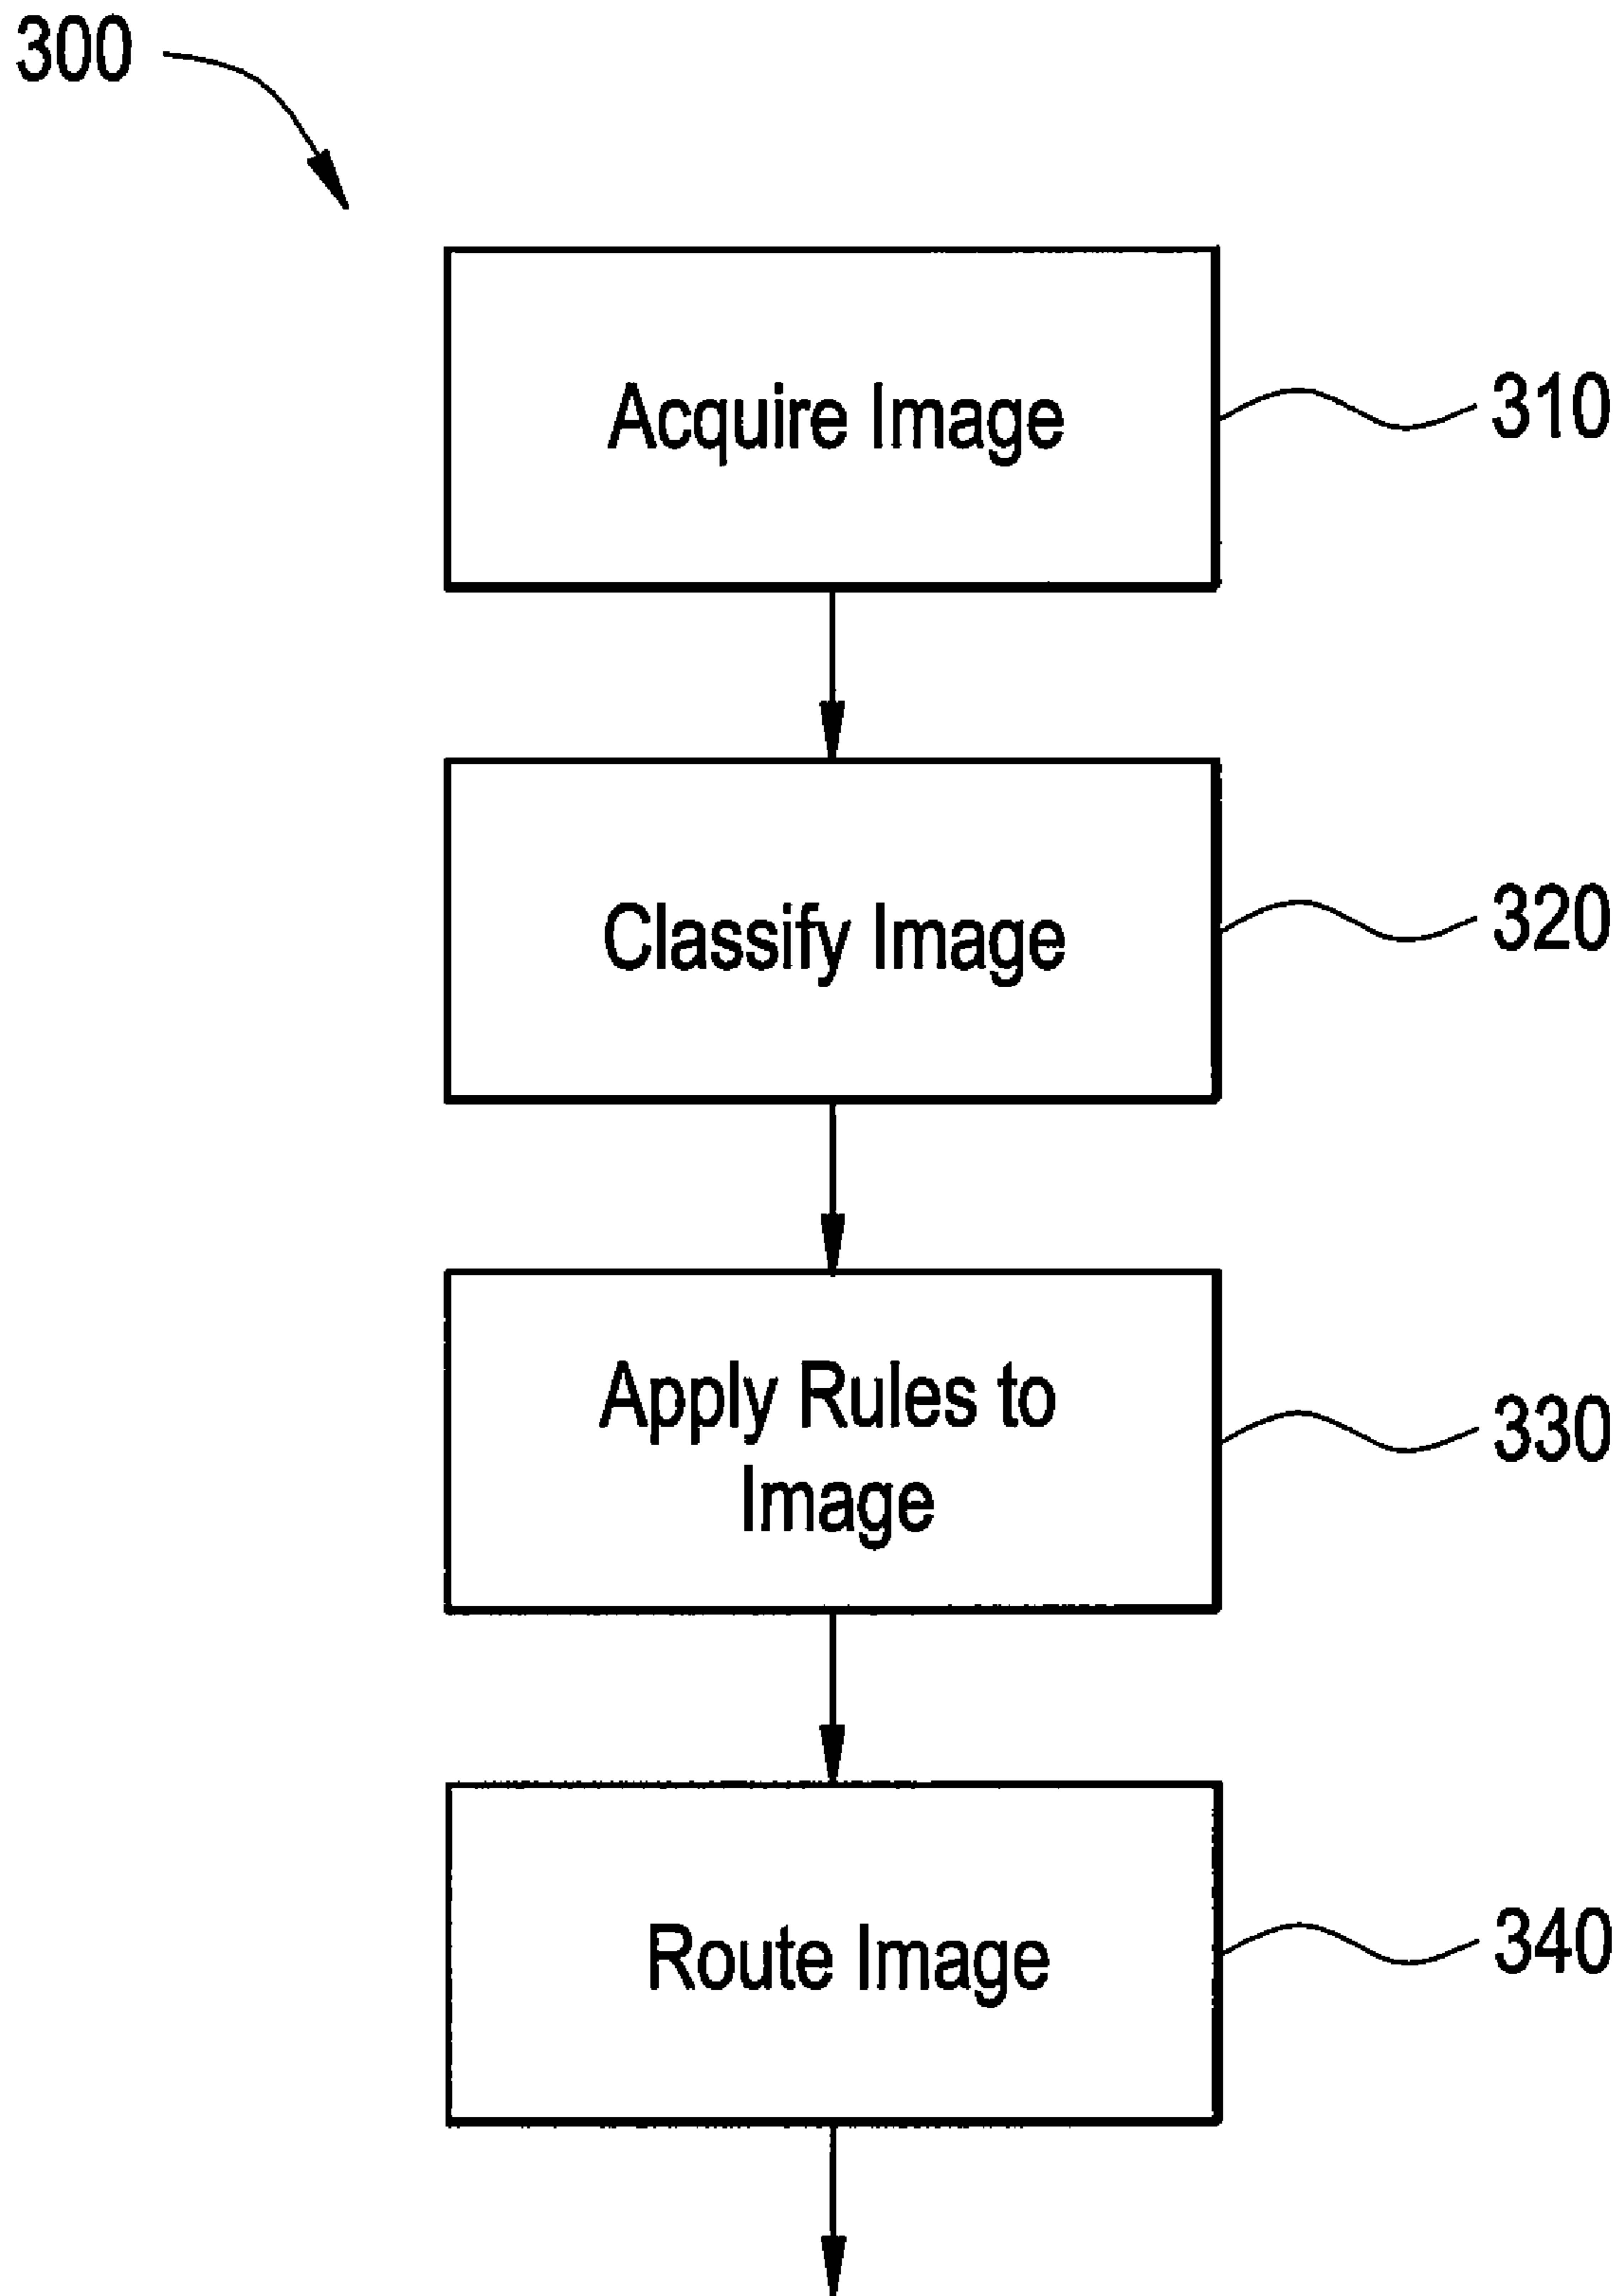 300
Acquire Image
310
Classify Image
320
Apply Rules to
Image
330
Route Image
340